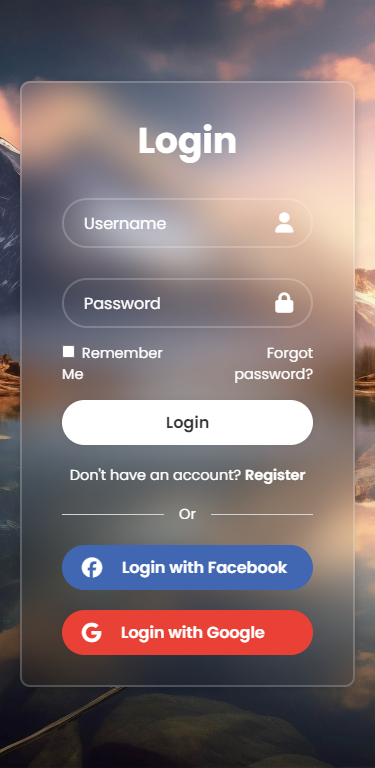 Login
Username
Password
Remember Me
Forgot password?
Login
Don't have an account? Register
Or
Login with Facebook
Login with Google